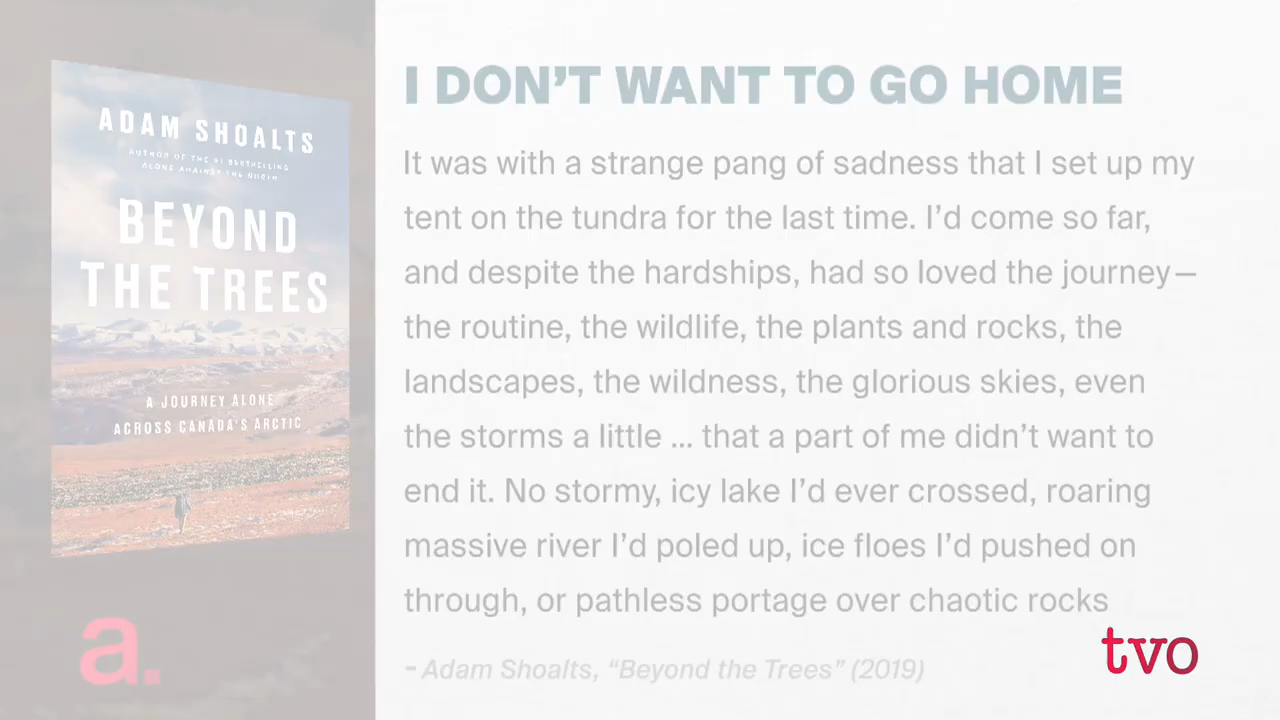 ADAM SHOALTS
AUTHOR OF THE #1 BESTSELLING
ALONE AGAINST THE NORTH
BEYOND
THE TREES
A JOURNEY ALONE
ACROSS CANADA'S ARCTIC
a.
I DON'T WANT TO GO HOME
It was with a strange pang of sadness that I set up my
tent on the tundra for the last time. I'd come so far,
and despite the hardships, had so loved the journey—
the routine, the wildlife, the plants and rocks, the
landscapes, the wildness, the glorious skies, even
the storms a little ... that a part of me didn't want to
end it. No stormy, icy lake I'd ever crossed, roaring
massive river I'd poled up, ice floes I'd pushed on
through, or pathless portage over chaotic rocks
– Adam Shoalts, “Beyond the Trees” (2019)
tvo